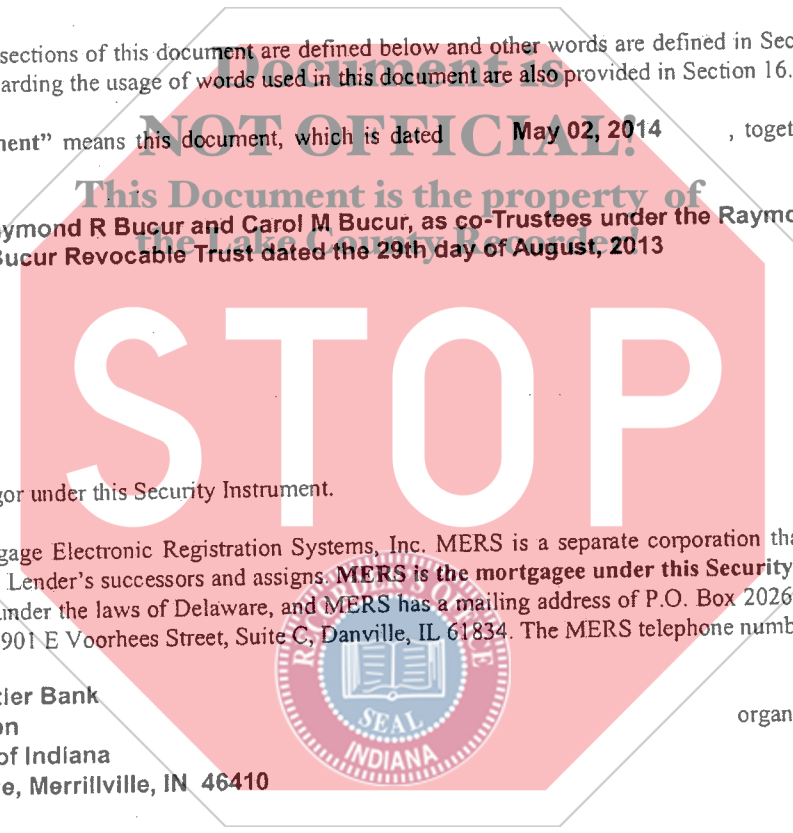 sections of this document are defined below and other words are defined in Sec
arding the usage of words used in this document are also provided in Section 16.
Document is
nent" means this document, which is dated May 02, 2014 , toget
NOT OFFICIAL!
This Document is the property of
ymond R Bucur and Carol M Bucur, as co-Trustees under the Raymo
the Lake County Recorder!
Bucur Revocable Trust dated the 29th day of August, 2013
STOP
gor under this Security Instrument.
gage Electronic Registration Systems, Inc. MERS is a separate corporation tha
Lender's successors and assigns. MERS is the mortgagee under this Security
under the laws of Delaware, and MERS has a mailing address of P.O. Box 2026
901 E Voorhees Street, Suite C, Danville, IL 61834. The MERS telephone numb
RECORDER'S OFFICE
SEAL
INDIANA
tier Bank
on organ
of Indiana
e, Merrillville, IN 46410